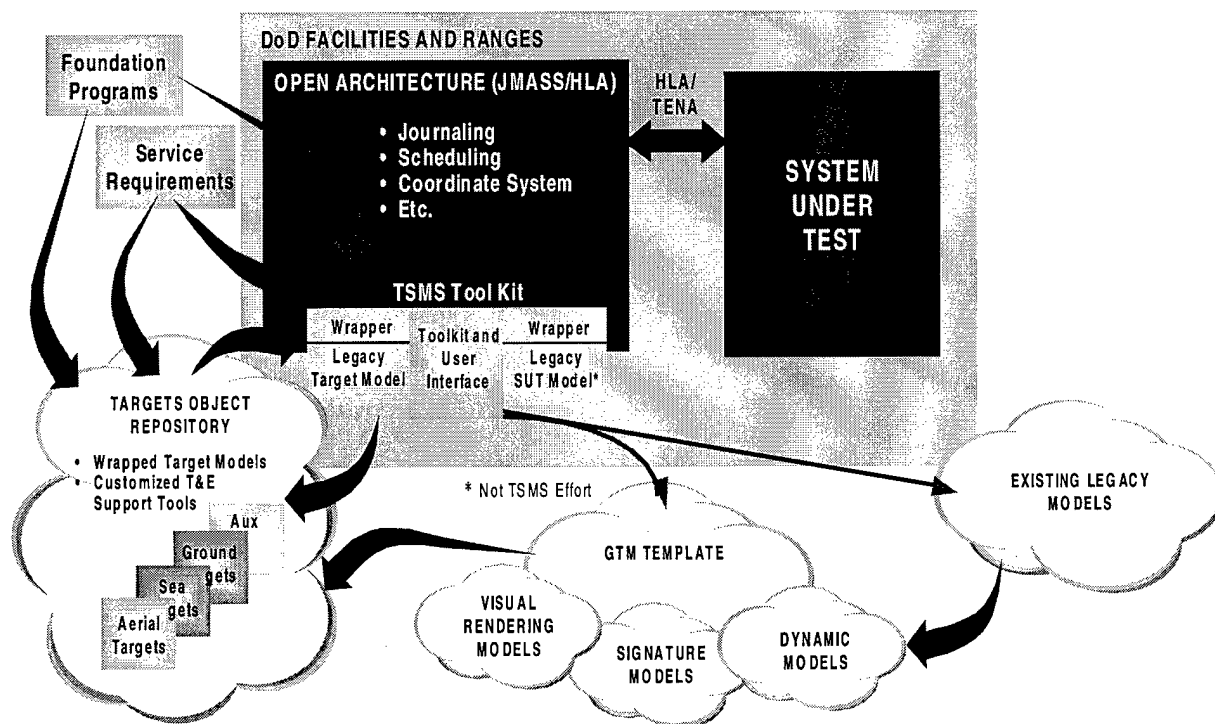 DoD FACILITIES AND RANGES
Foundation
Programs
Service
Requirements
OPEN ARCHITECTURE (JMASS/HLA)
• Journaling
• Scheduling
• Coordinate System
• Etc.
HLA/
TENA
SYSTEM
UNDER
TEST
TSMS Tool Kit
Wrapper
Legacy
Target Model
Toolkit and
User
Interface
Wrapper
Legacy
SUT Model*
TARGETS OBJECT
REPOSITORY
• Wrapped Target Models
• Customized T&E
Support Tools
Aux
Ground
gets
Sea
gets
Aerial
Targets
* Not TSMS Effort
GTM TEMPLATE
VISUAL
RENDERING
MODELS
SIGNATURE
MODELS
DYNAMIC
MODELS
EXISTING LEGACY
MODELS